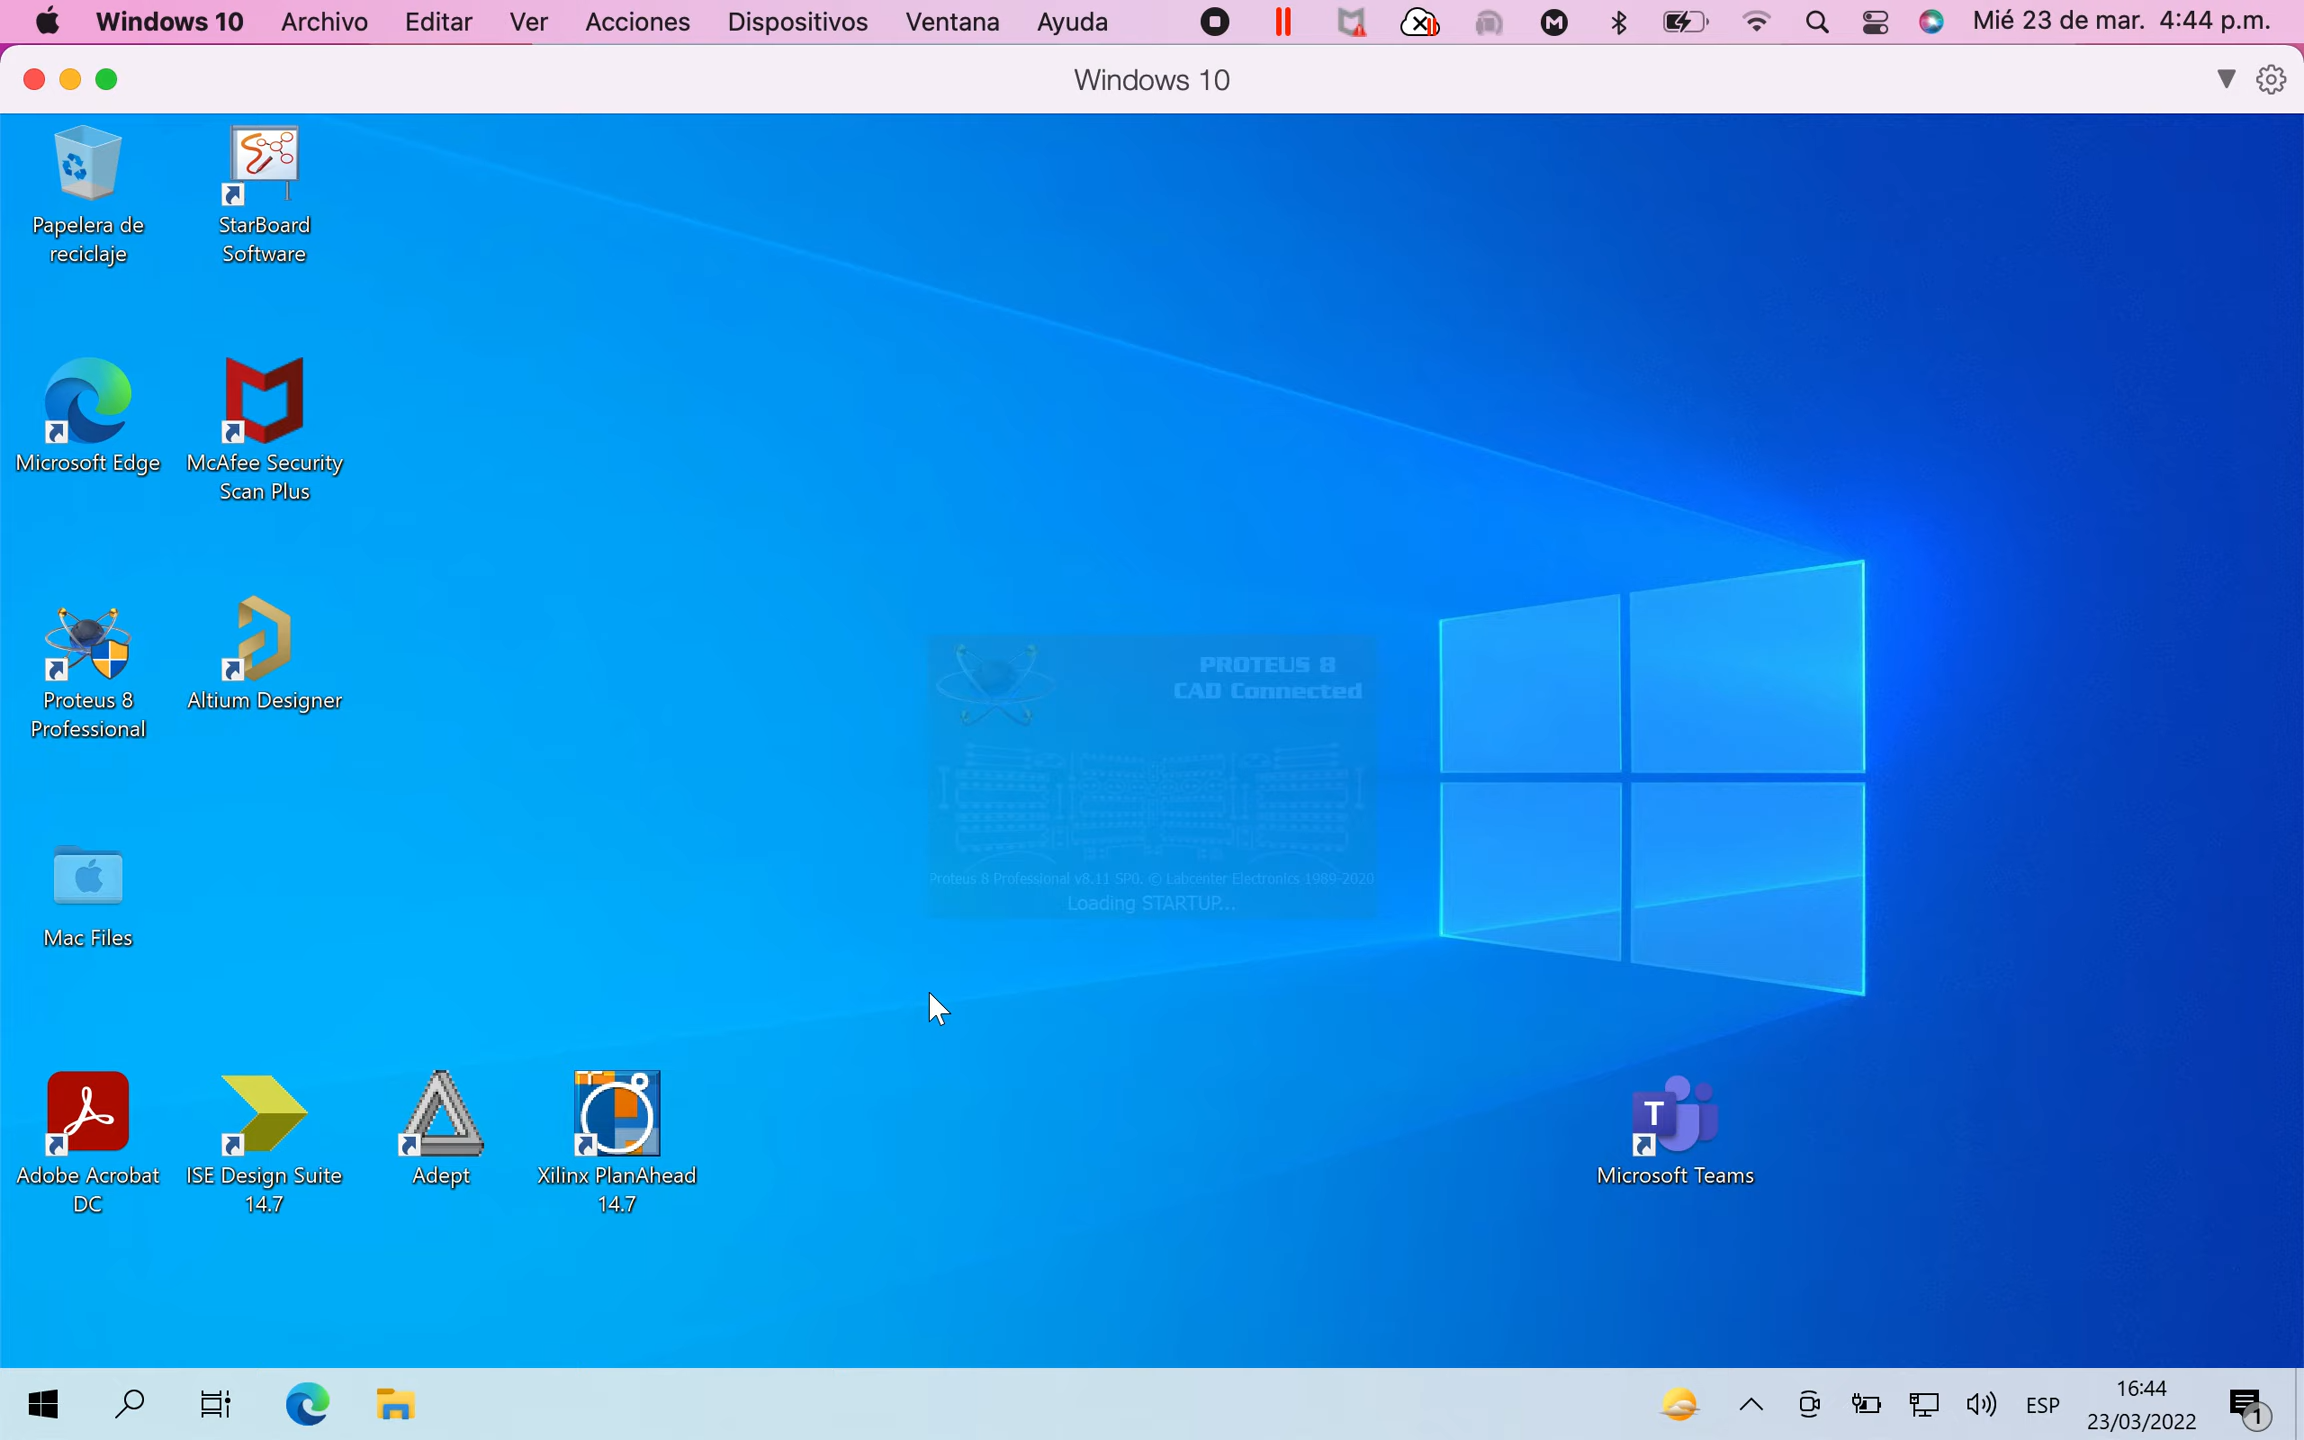 Windows 10 Archivo Editar Ver Acciones Dispositivos Ventana Ayuda Mié 23 de mar. 4:44 p.m.
Windows 10
Papelera de
reciclaje
StarBoard
Software
Microsoft Edge
McAfee Security
Scan Plus
Proteus 8
Professional
Altium Designer
PROTEUS 8
CAD Connected
Proteus 8 Professional v8.11 SP0. © Labcenter Electronics 1989-2020
Loading STARTUP...
Mac Files
Adobe Acrobat
DC
ISE Design Suite
14.7
Adept
Xilinx PlanAhead
14.7
T
Microsoft Teams
ESP
16:44
23/03/2022
1